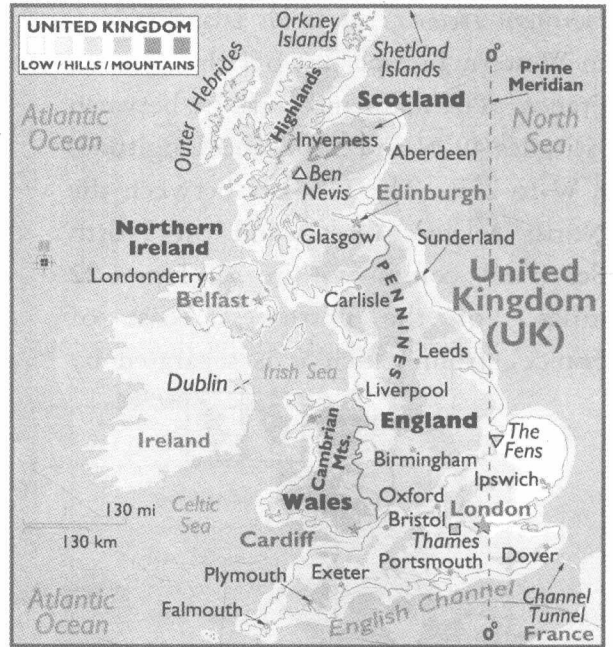 UNITED KINGDOM
LOW / HILLS / MOUNTAINS
Orkney
Islands
Shetland
Islands
0°
Prime
Meridian
Outer Hebrides
Highlands
Scotland
Atlantic
Ocean
North
Sea
Inverness
Aberdeen
Ben
Nevis
Edinburgh
Northern
Ireland
Glasgow
Sunderland
Londonderry
Belfast
Carlisle
PENNINES
United
Kingdom
(UK)
Leeds
Irish Sea
Dublin
Liverpool
Ireland
England
Cambrian
Mts.
The
Fens
Birmingham
Ipswich
130 mi
130 km
Celtic
Sea
Wales
Oxford
London
Bristol
Thames
Cardiff
Portsmouth
Dover
Plymouth
Exeter
Falmouth
English Channel
Channel
Tunnel
Atlantic
Ocean
0°
France